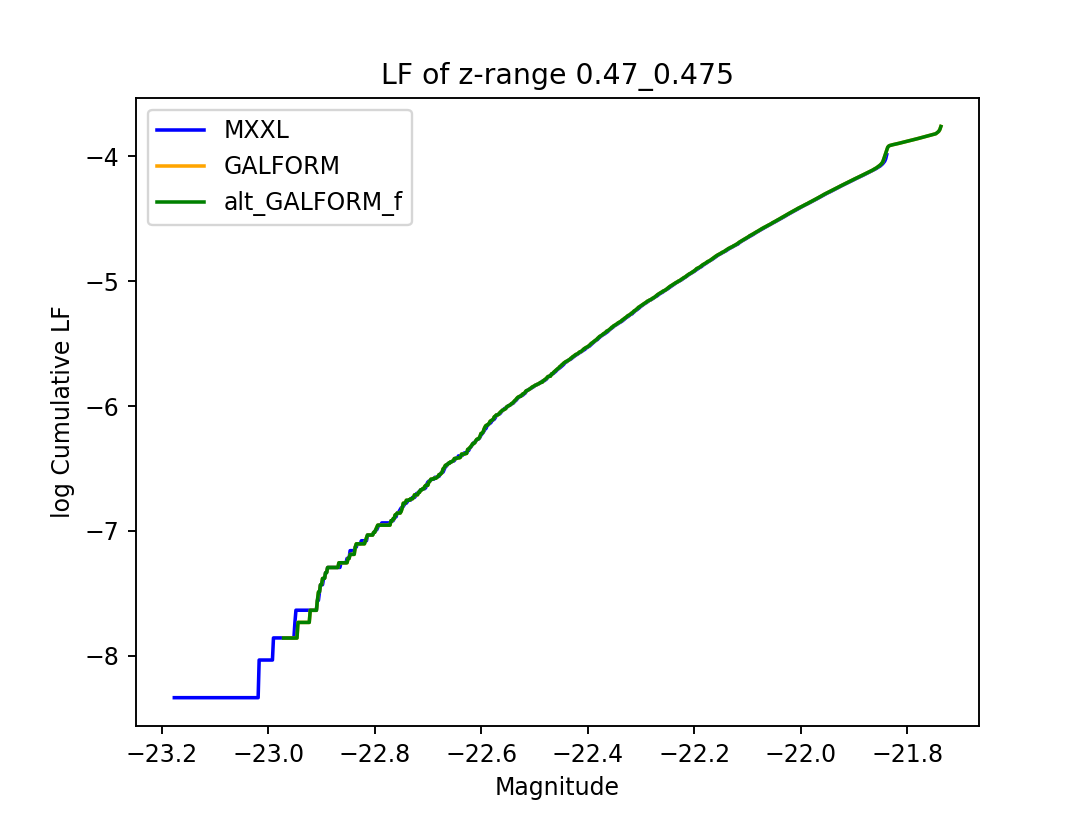 LF of z-range 0.47_0.475
MXXL
GALFORM
alt_GALFORM_f
−4
−5
−6
−7
−8
log Cumulative LF
−23.2
−23.0
−22.8
−22.6
−22.4
−22.2
−22.0
−21.8
Magnitude